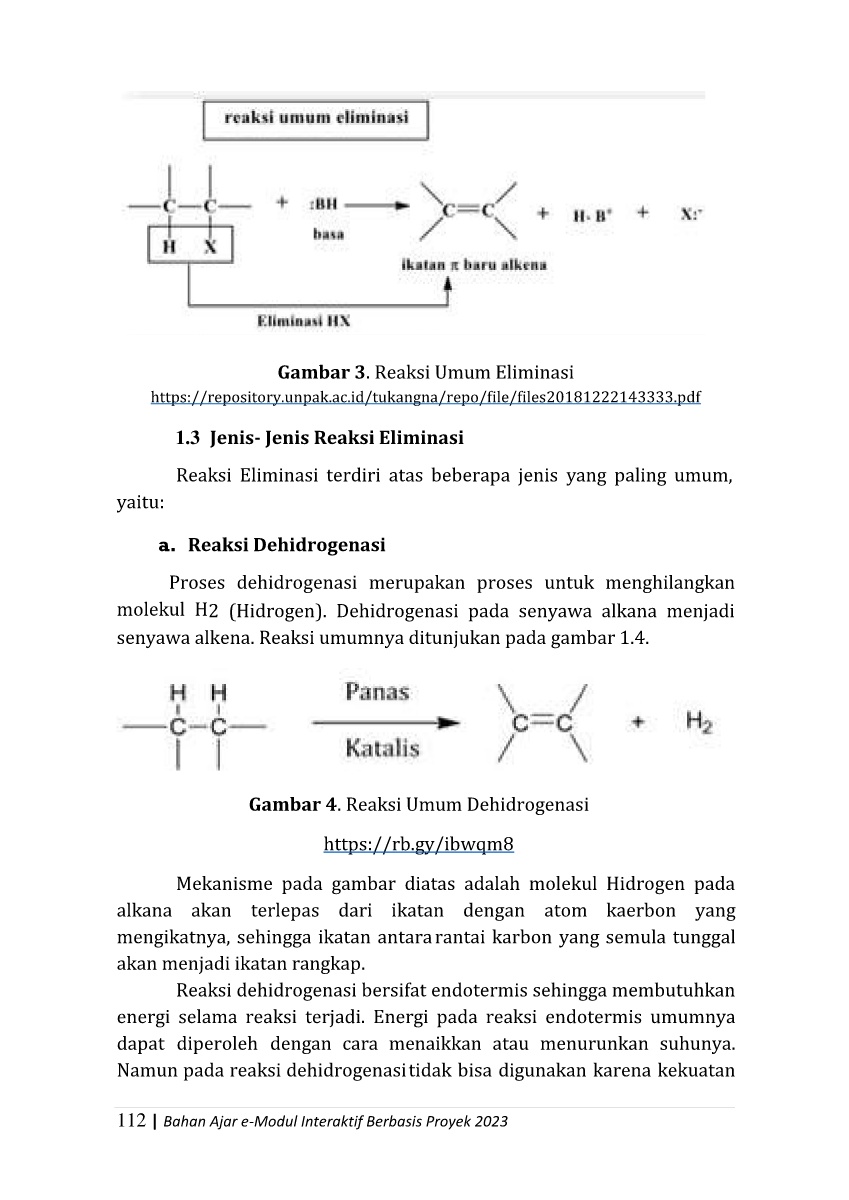 reaksi umum eliminasi
C C + :BH C=C + H- B⁺ + X:⁻
basa
H X
ikatan π baru alkena
Eliminasi HX
Gambar 3. Reaksi Umum Eliminasi
https://repository.unpak.ac.id/tukangna/repo/file/files20181222143333.pdf
1.3 Jenis- Jenis Reaksi Eliminasi
Reaksi Eliminasi terdiri atas beberapa jenis yang paling umum,
yaitu:
a. Reaksi Dehidrogenasi
Proses dehidrogenasi merupakan proses untuk menghilangkan
molekul H2 (Hidrogen). Dehidrogenasi pada senyawa alkana menjadi
senyawa alkena. Reaksi umumnya ditunjukan pada gambar 1.4.
H H Panas
C-C C=C + H₂
Katalis
Gambar 4. Reaksi Umum Dehidrogenasi
https://rb.gy/ibwqm8
Mekanisme pada gambar diatas adalah molekul Hidrogen pada
alkana akan terlepas dari ikatan dengan atom kaerbon yang
mengikatnya, sehingga ikatan antara rantai karbon yang semula tunggal
akan menjadi ikatan rangkap.
Reaksi dehidrogenasi bersifat endotermis sehingga membutuhkan
energi selama reaksi terjadi. Energi pada reaksi endotermis umumnya
dapat diperoleh dengan cara menaikkan atau menurunkan suhunya.
Namun pada reaksi dehidrogenasi tidak bisa digunakan karena kekuatan
112 | Bahan Ajar e-Modul Interaktif Berbasis Proyek 2023